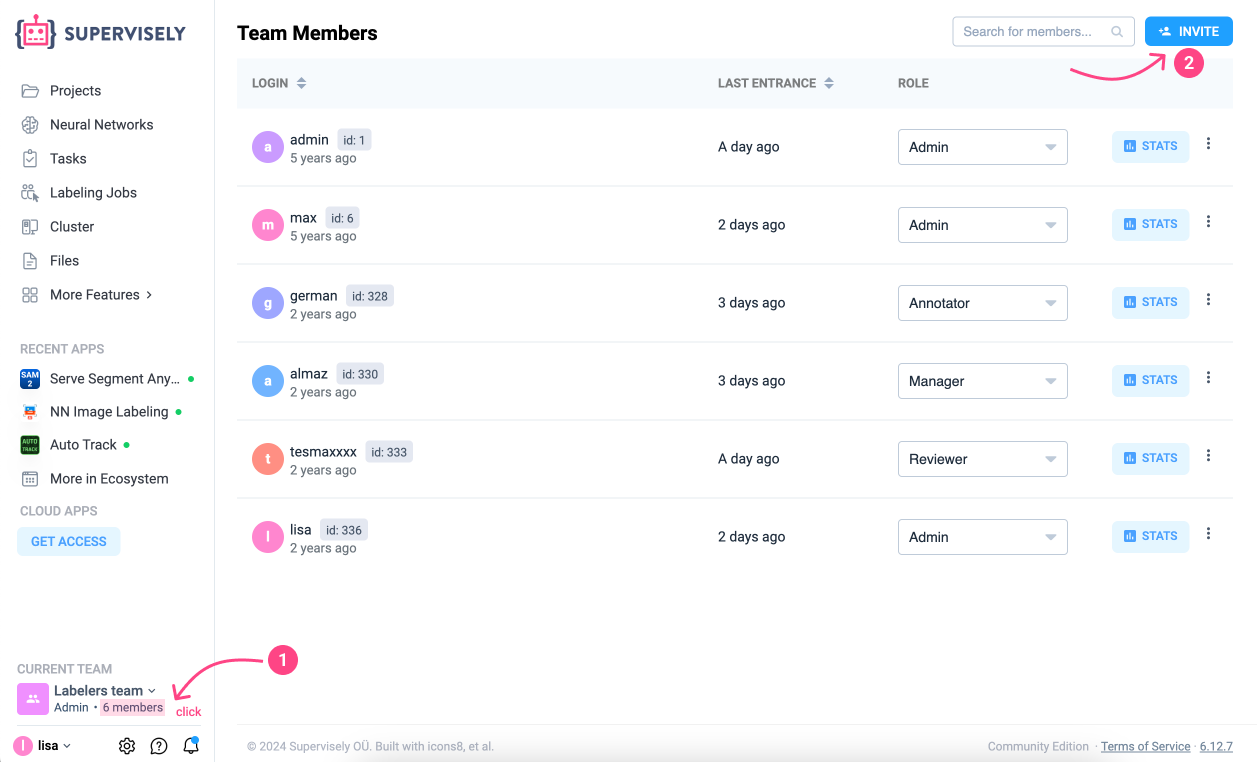 SUPERVISELY
Projects
Neural Networks
Tasks
Labeling Jobs
Cluster
Files
More Features
RECENT APPS
SAM 2 Serve Segment Any...
NN Image Labeling
AUTO TRACK Auto Track
More in Ecosystem
CLOUD APPS
GET ACCESS
CURRENT TEAM
Labelers team
Admin • 6 members
click
1
l lisa
Team Members
Search for members...
INVITE
2
LOGIN LAST ENTRANCE ROLE
a admin id: 1 A day ago Admin STATS
5 years ago
m max id: 6 2 days ago Admin STATS
5 years ago
g german id: 328 3 days ago Annotator STATS
2 years ago
a almaz id: 330 3 days ago Manager STATS
2 years ago
t tesmaxxxx id: 333 A day ago Reviewer STATS
2 years ago
l lisa id: 336 2 days ago Admin STATS
2 years ago
© 2024 Supervisely OÜ. Built with icons8, et al.
Community Edition · Terms of Service · 6.12.7